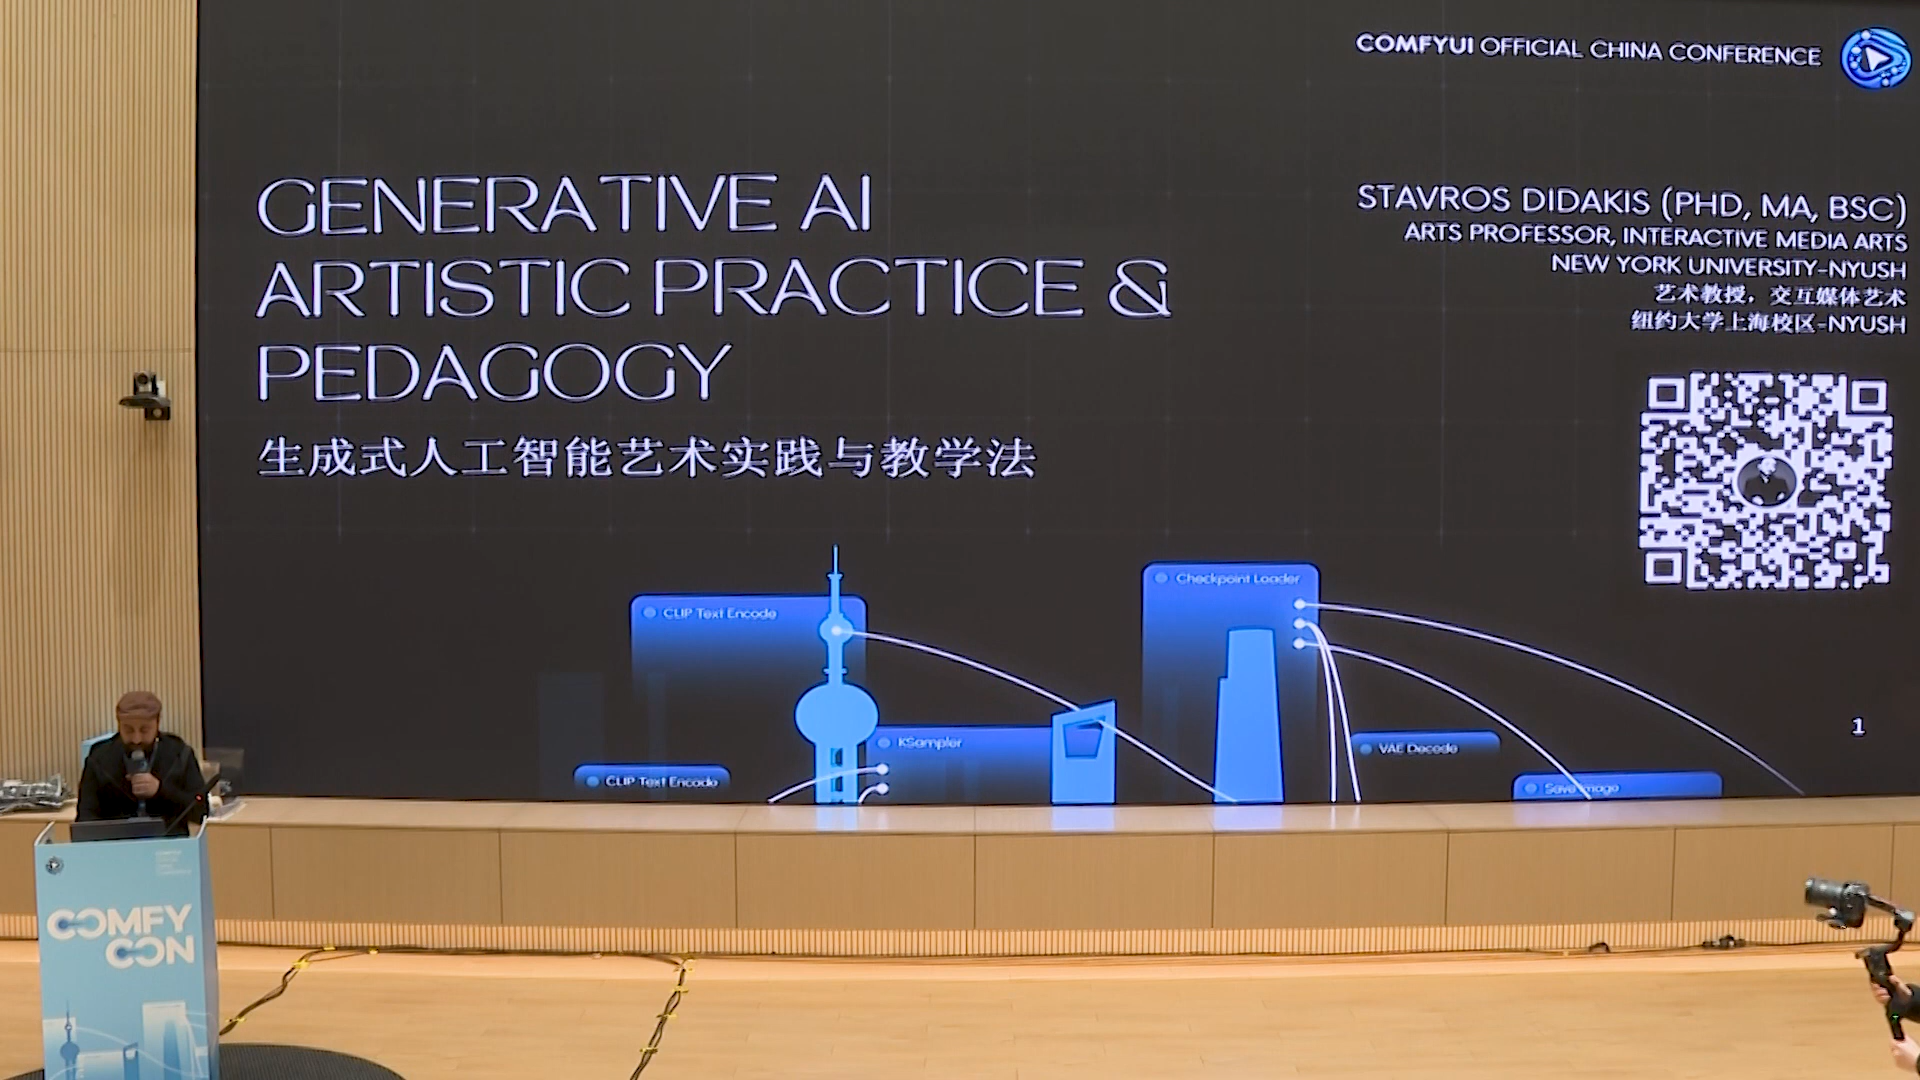 COMFYUI OFFICIAL CHINA CONFERENCE
GENERATIVE AI
ARTISTIC PRACTICE &
PEDAGOGY
生成式人工智能艺术实践与教学法
STAVROS DIDAKIS (PHD, MA, BSC)
ARTS PROFESSOR, INTERACTIVE MEDIA ARTS
NEW YORK UNIVERSITY-NYUSH
艺术教授，交互媒体艺术
纽约大学上海校区-NYUSH
Checkpoint Loader
CLIP Text Encode
KSampler
VAE Decode
CLIP Text Encode
Save Image
1
COMFY
CON